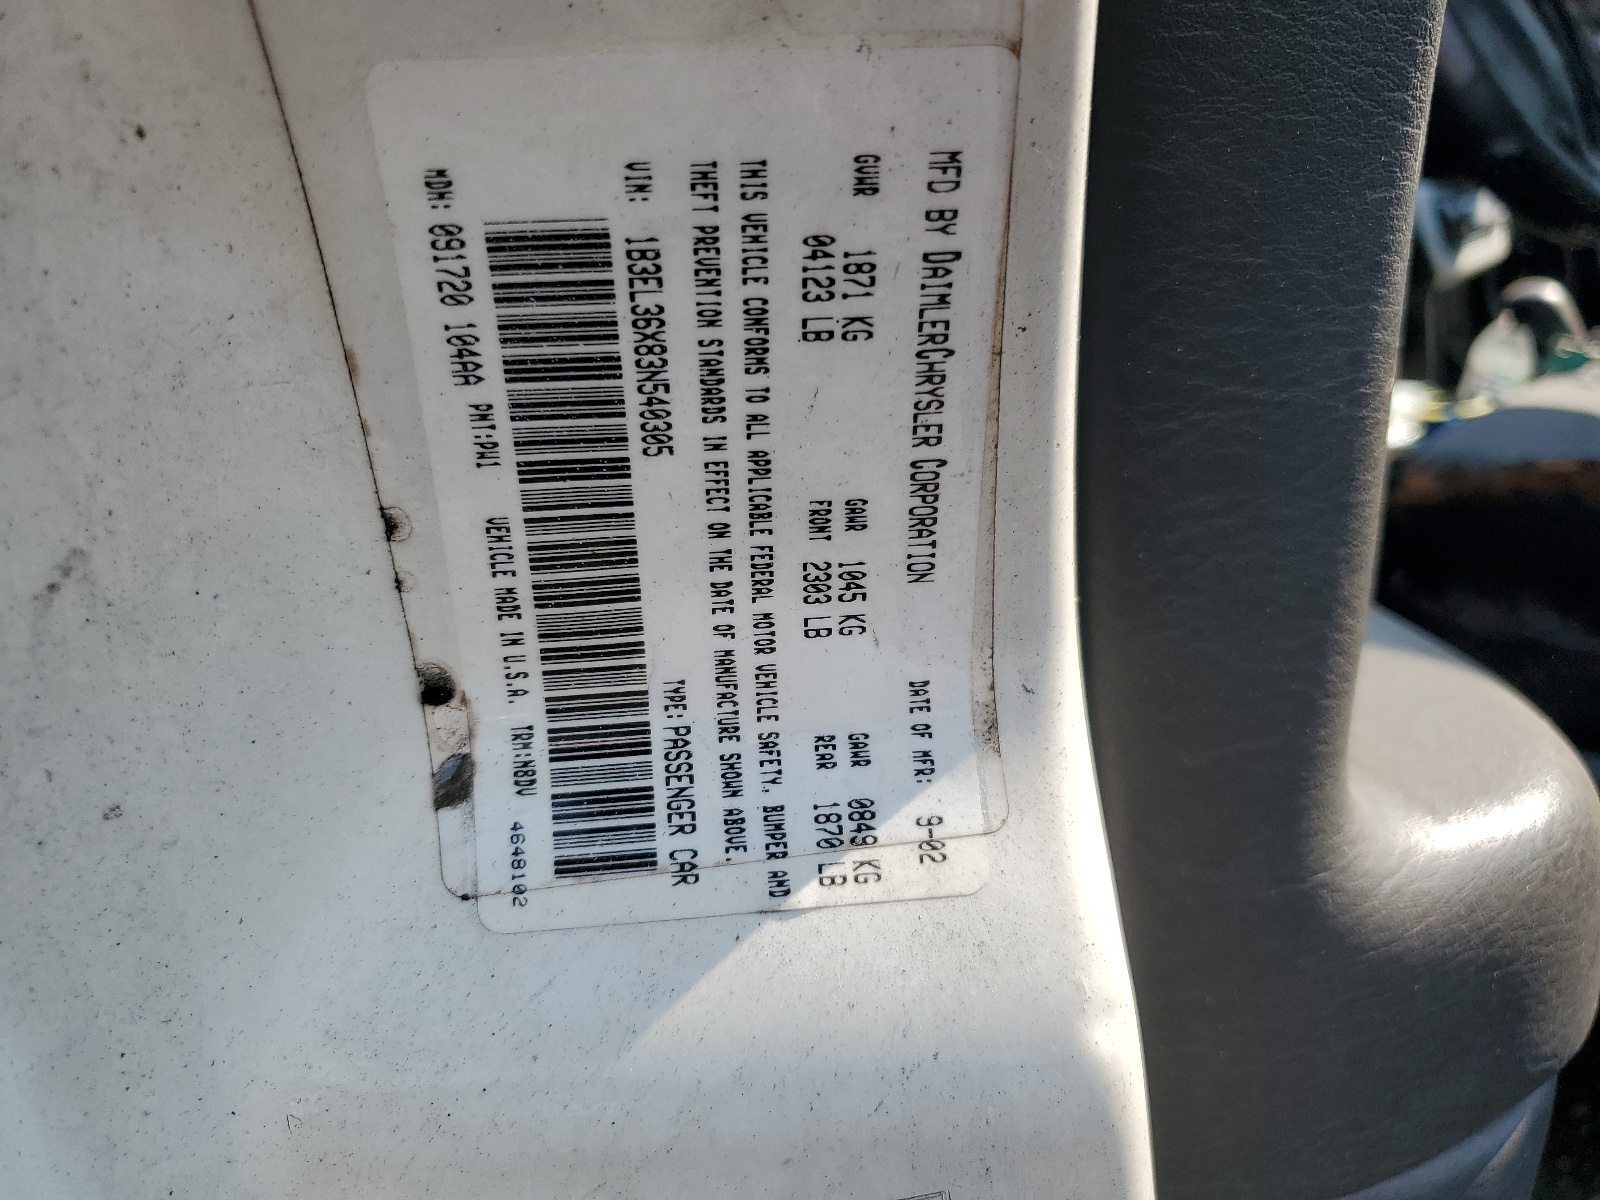 MFD BY DAIMLERCHRYSLER CORPORATION DATE OF MFR: 9-02
GVWR 1871 KG GAWR 1045 KG GAWR 0849 KG
04123 LB FRONT 2303 LB REAR 1870 LB
THIS VEHICLE CONFORMS TO ALL APPLICABLE FEDERAL MOTOR VEHICLE SAFETY, BUMPER AND
THEFT PREVENTION STANDARDS IN EFFECT ON THE DATE OF MANUFACTURE SHOWN ABOVE.
VIN: 1B3EL36X83N540305 TYPE: PASSENGER CAR
MDH: 091720 104AA PNT:PW1 VEHICLE MADE IN U.S.A. TRM:N8DV 4648102